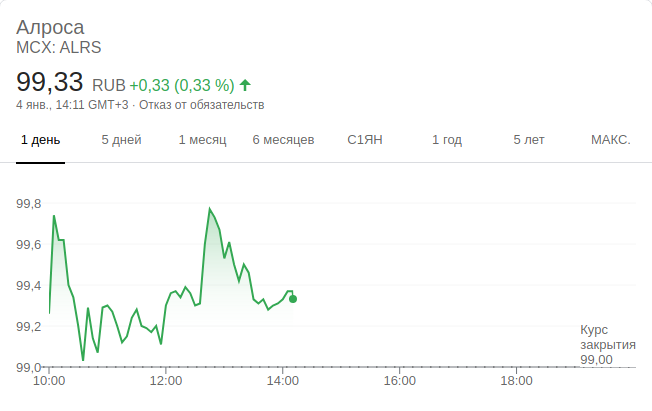 Алроса
MCX: ALRS
99,33 RUB +0,33 (0,33 %)
4 янв., 14:11 GMT+3 · Отказ от обязательств
1 день 5 дней 1 месяц 6 месяцев С1ЯН 1 год 5 лет МАКС.
99,8
99,6
99,4
99,2
Курс
закрытия
99,00
99,0
10:00 12:00 14:00 16:00 18:00